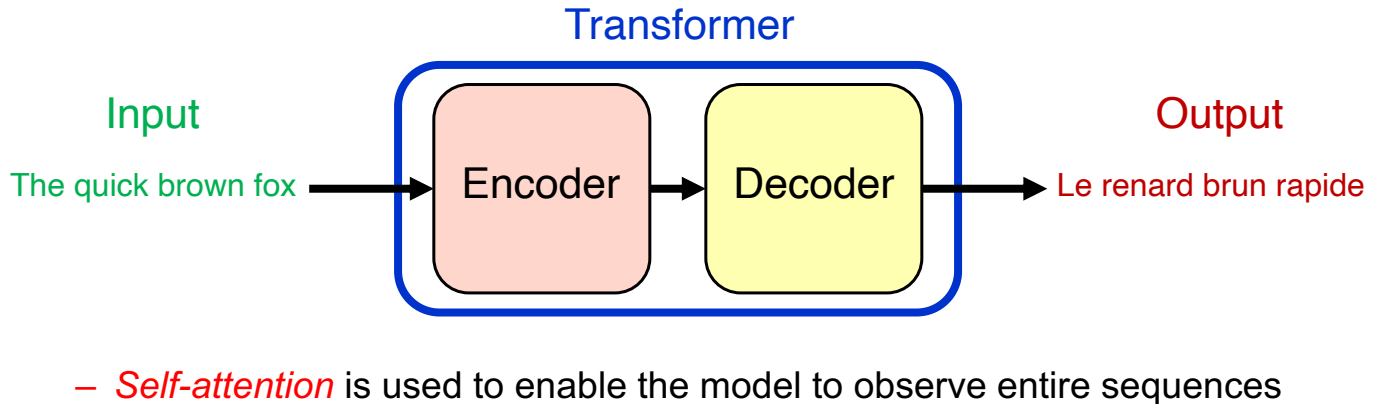 Transformer
Input
Output
The quick brown fox
Encoder
Decoder
Le renard brun rapide
– Self-attention is used to enable the model to observe entire sequences